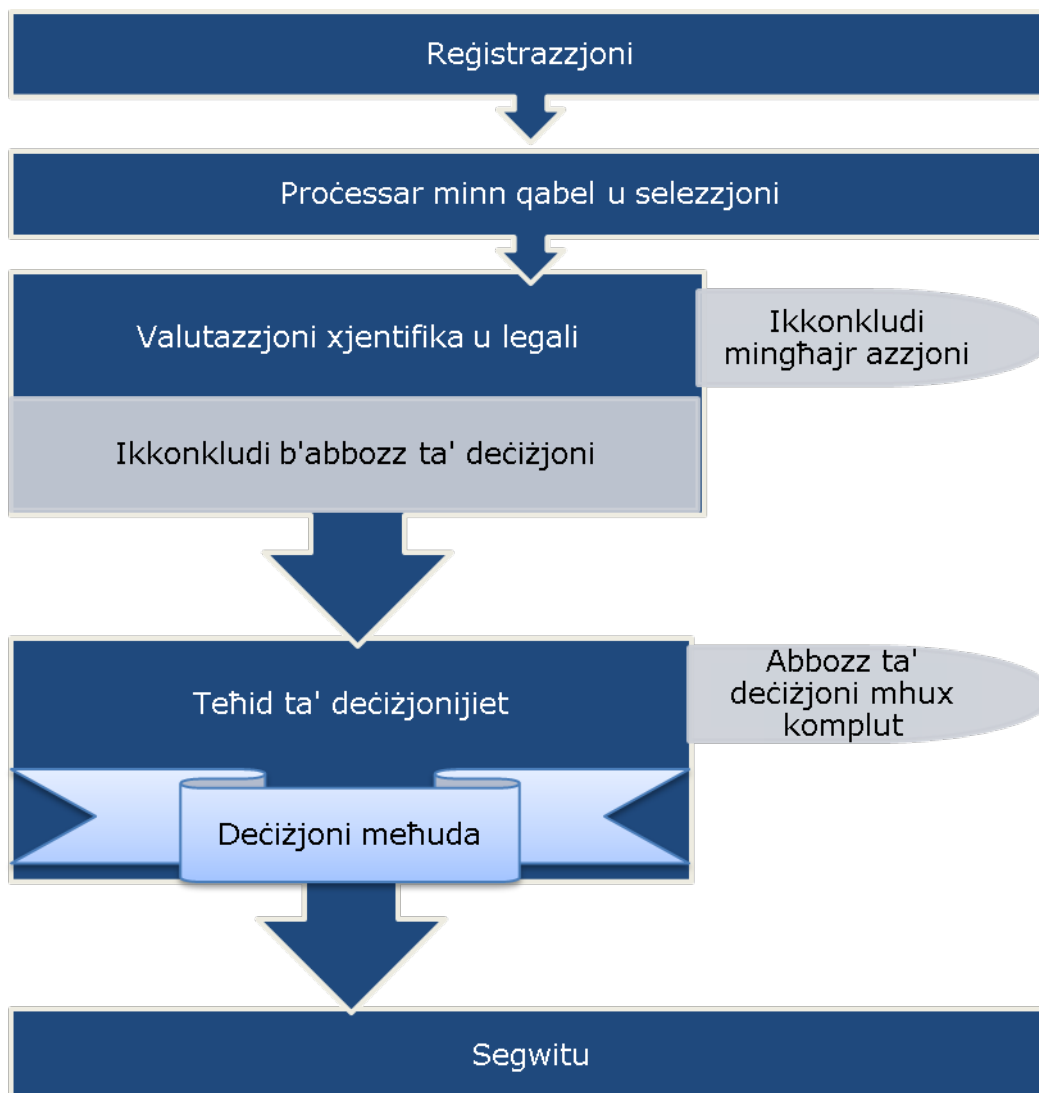 Reġistrazzjoni
Proċessar minn qabel u selezzjoni
Valutazzjoni xjentifika u legali
Ikkonkludi
mingħajr azzjoni
Ikkonkludi b'abbozz ta' deċiżjoni
Teħid ta' deċiżjonijiet
Abbozz ta'
deċiżjoni mhux
komplut
Deċiżjoni meħuda
Segwitu